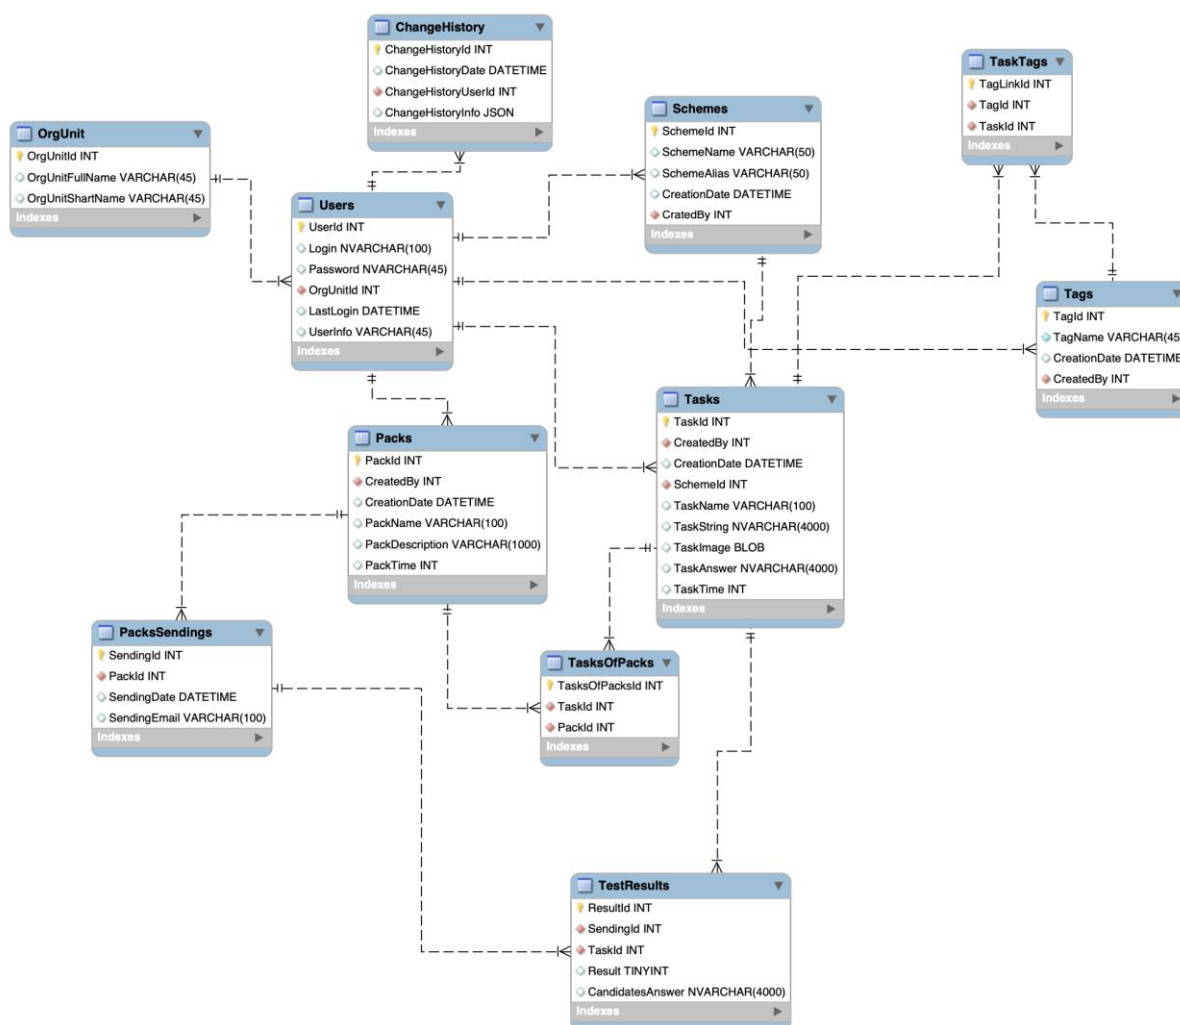 ChangeHistory
ChangeHistoryId INT
ChangeHistoryDate DATETIME
ChangeHistoryUserId INT
ChangeHistoryInfo JSON
Indexes
TaskTags
TagLinkId INT
TagId INT
TaskId INT
Indexes
Schemes
SchemeId INT
SchemeName VARCHAR(50)
SchemeAlias VARCHAR(50)
CreationDate DATETIME
CratedBy INT
Indexes
OrgUnit
OrgUnitId INT
OrgUnitFullName VARCHAR(45)
OrgUnitShartName VARCHAR(45)
Indexes
Users
UserId INT
Login NVARCHAR(100)
Password NVARCHAR(45)
OrgUnitId INT
LastLogin DATETIME
UserInfo VARCHAR(45)
Indexes
Tags
TagId INT
TagName VARCHAR(45
CreationDate DATETIME
CreatedBy INT
Indexes
Tasks
TaskId INT
CreatedBy INT
CreationDate DATETIME
SchemeId INT
TaskName VARCHAR(100)
TaskString NVARCHAR(4000)
TaskImage BLOB
TaskAnswer NVARCHAR(4000)
TaskTime INT
Indexes
Packs
PackId INT
CreatedBy INT
CreationDate DATETIME
PackName VARCHAR(100)
PackDescription VARCHAR(1000)
PackTime INT
Indexes
PacksSendings
SendingId INT
PackId INT
SendingDate DATETIME
SendingEmail VARCHAR(100)
Indexes
TasksOfPacks
TasksOfPacksId INT
TaskId INT
PackId INT
Indexes
TestResults
ResultId INT
SendingId INT
TaskId INT
Result TINYINT
CandidatesAnswer NVARCHAR(4000)
Indexes